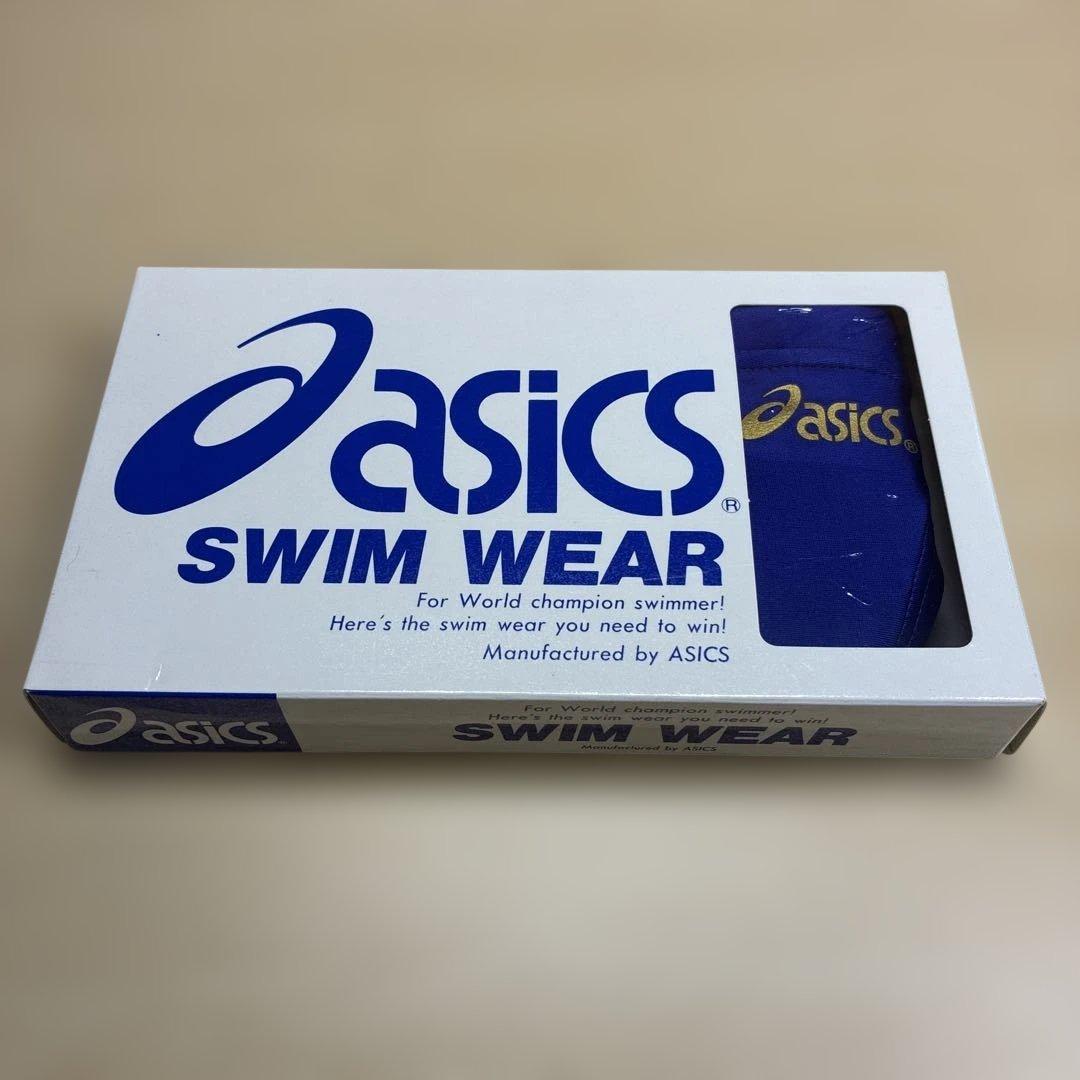 asics®
SWIM WEAR
For World champion swimmer!
Here's the swim wear you need to win!
Manufactured by ASICS
asics®
asics®
For World champion swimmer!
Here's the swim wear you need to win!
SWIM WEAR
Manufactured by ASICS